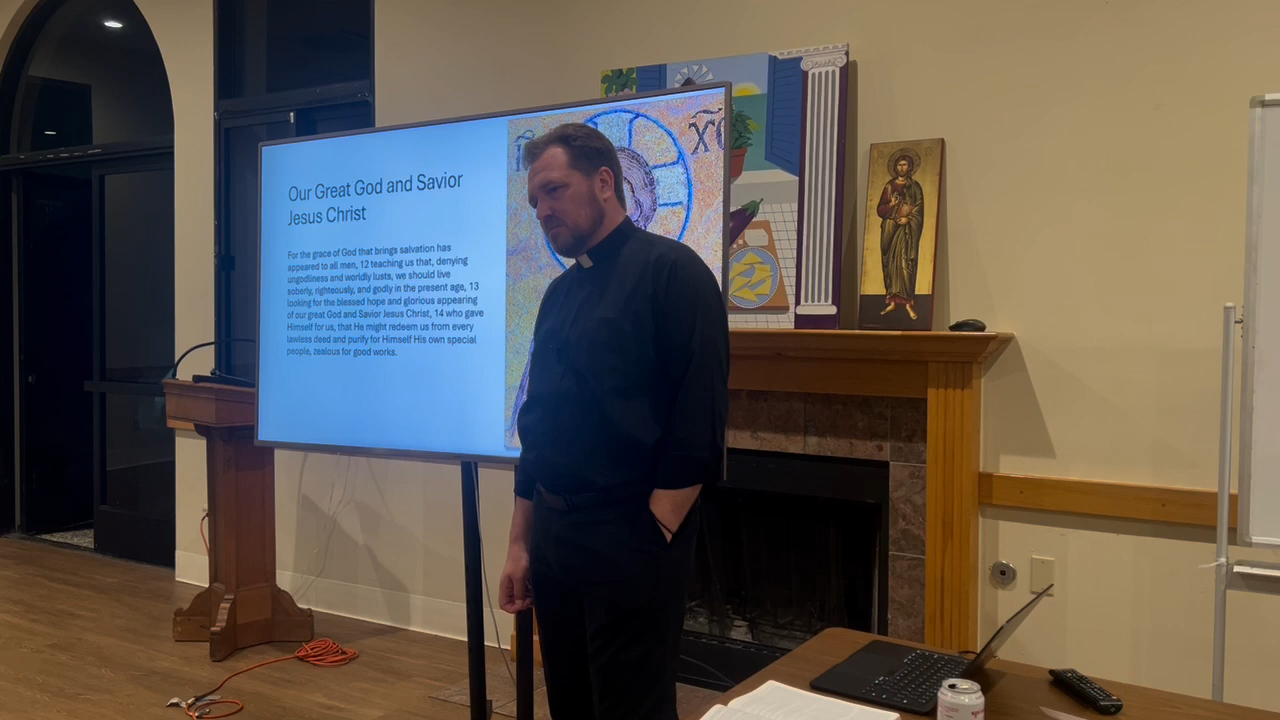 Our Great God and Savior
Jesus Christ
For the grace of God that brings salvation has
appeared to all men, 12 teaching us that, denying
ungodliness and worldly lusts, we should live
soberly, righteously, and godly in the present age, 13
looking for the blessed hope and glorious appearing
of our great God and Savior Jesus Christ, 14 who gave
Himself for us, that He might redeem us from every
lawless deed and purify for Himself His own special
people, zealous for good works.